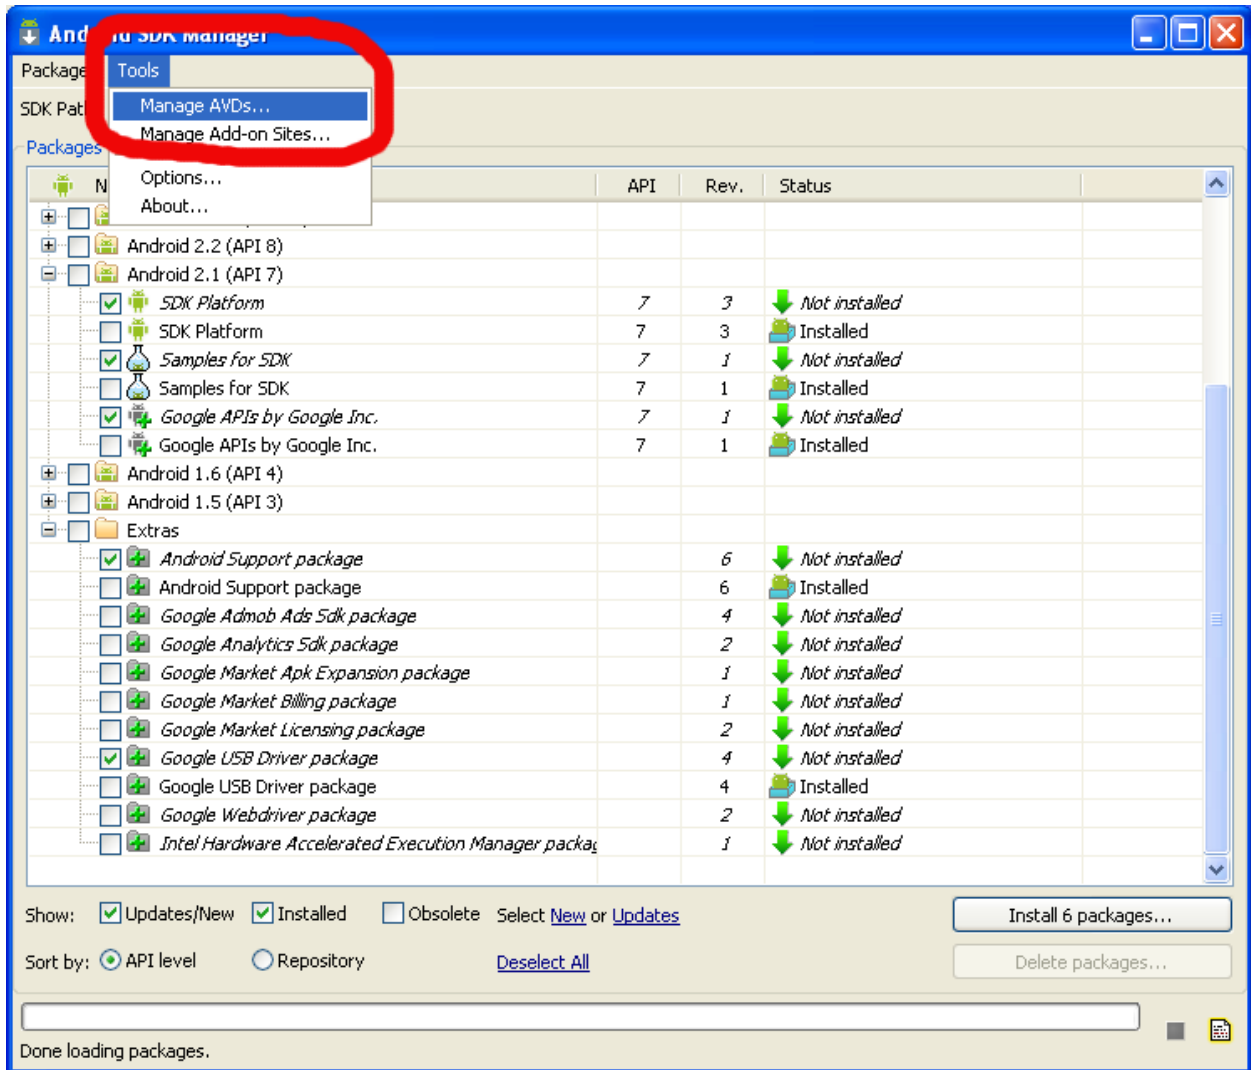 Android SDK Manager
Package Tools
SDK Pat
Manage AVDs...
Manage Add-on Sites...
Options...
About...
Packages
N API Rev. Status
Android 2.2 (API 8)
Android 2.1 (API 7)
SDK Platform 7 3 Not installed
SDK Platform 7 3 Installed
Samples for SDK 7 1 Not installed
Samples for SDK 7 1 Installed
Google APIs by Google Inc. 7 1 Not installed
Google APIs by Google Inc. 7 1 Installed
Android 1.6 (API 4)
Android 1.5 (API 3)
Extras
Android Support package 6 Not installed
Android Support package 6 Installed
Google Admob Ads Sdk package 4 Not installed
Google Analytics Sdk package 2 Not installed
Google Market Apk Expansion package 1 Not installed
Google Market Billing package 1 Not installed
Google Market Licensing package 2 Not installed
Google USB Driver package 4 Not installed
Google USB Driver package 4 Installed
Google Webdriver package 2 Not installed
Intel Hardware Accelerated Execution Manager packag 1 Not installed
Show: Updates/New Installed Obsolete Select New or Updates Install 6 packages...
Sort by: API level Repository Deselect All Delete packages...
Done loading packages.